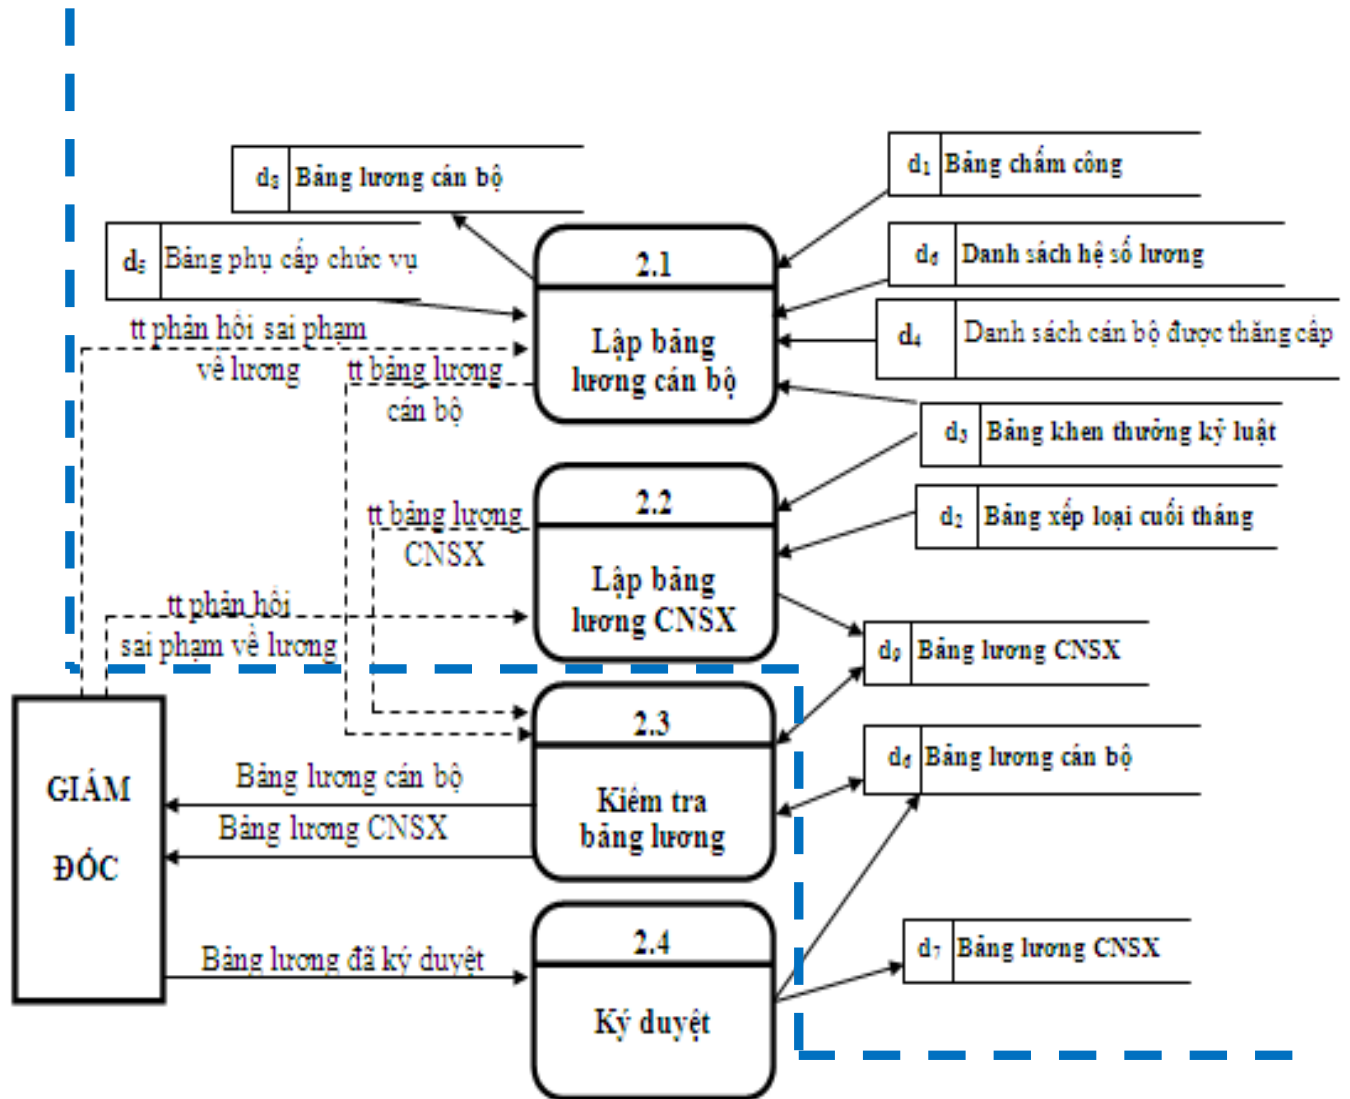 d₈ Bảng lương cán bộ
d₁ Bảng chấm công
d₅ Bảng phụ cấp chức vụ
d₆ Danh sách hệ số lương
d₄ Danh sách cán bộ được thăng cấp
d₃ Bảng khen thưởng kỷ luật
d₂ Bảng xếp loại cuối tháng
2.1
Lập bảng
lương cán bộ
tt phản hồi sai phạm
về lương
tt bảng lương
cán bộ
2.2
Lập bảng
lương CNSX
tt bảng lương
CNSX
tt phản hồi
sai phạm về lương
d₉ Bảng lương CNSX
2.3
Kiểm tra
bảng lương
d₆ Bảng lương cán bộ
GIÁM
ĐỐC
Bảng lương cán bộ
Bảng lương CNSX
Bảng lương đã ký duyệt
2.4
Ký duyệt
d₇ Bảng lương CNSX